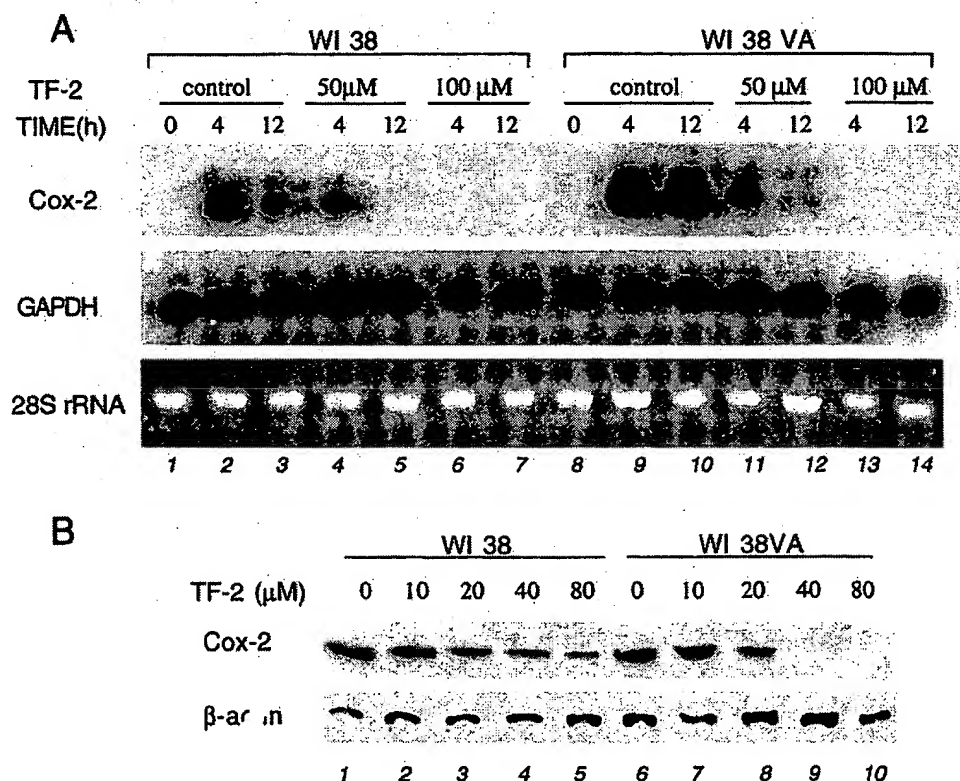 A
WI 38 WI 38 VA
TF-2 control 50µM 100 µM control 50 µM 100 µM
TIME(h) 0 4 12 4 12 4 12 0 4 12 4 12 4 12
Cox-2
GAPDH
28S rRNA
1 2 3 4 5 6 7 8 9 10 11 12 13 14
B
WI 38 WI 38VA
TF-2 (µM) 0 10 20 40 80 0 10 20 40 80
Cox-2
1 2 3 4 5 6 7 8 9 10